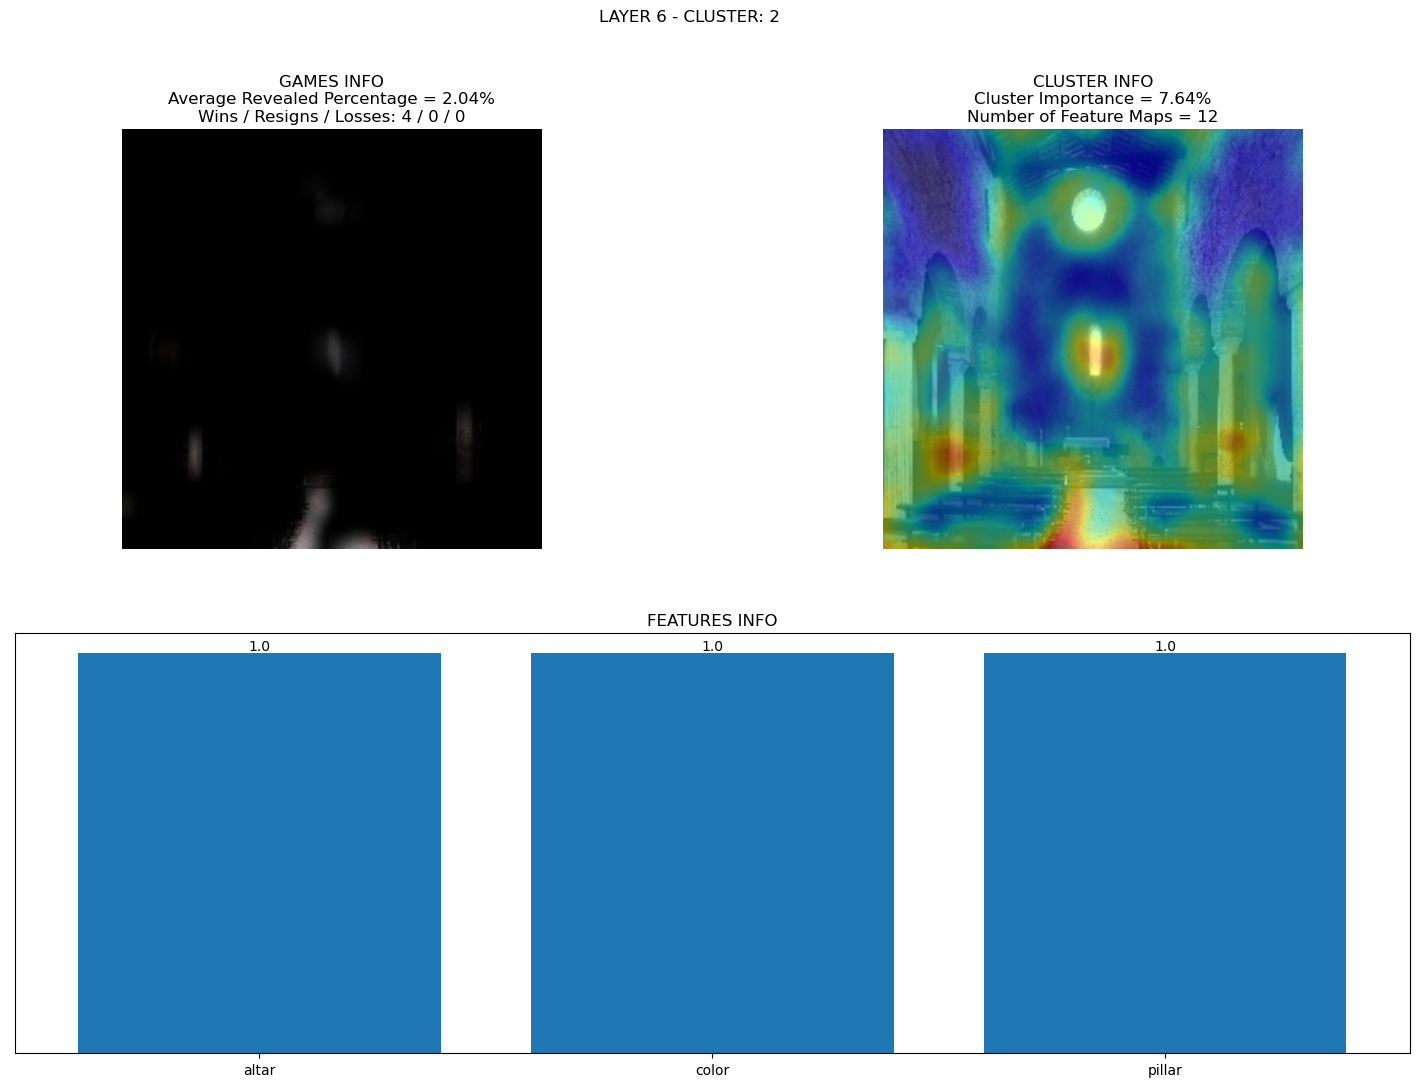 LAYER 6 - CLUSTER: 2
GAMES INFO
Average Revealed Percentage = 2.04%
Wins / Resigns / Losses: 4 / 0 / 0
CLUSTER INFO
Cluster Importance = 7.64%
Number of Feature Maps = 12
FEATURES INFO
1.0 1.0 1.0
altar color pillar